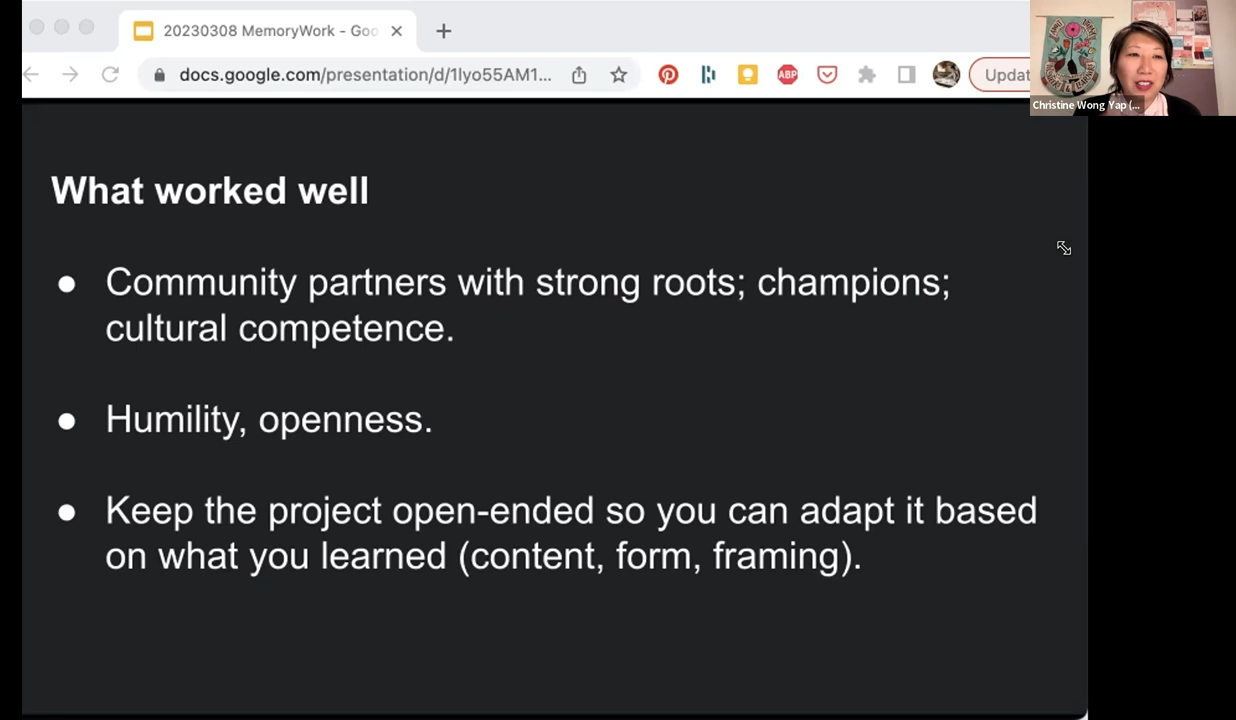 20230308 MemoryWork - Goo
docs.google.com/presentation/d/1lyo55AM1...
ABP
Updat
Christine Wong Yap (...
What worked well
● Community partners with strong roots; champions;
cultural competence.
● Humility, openness.
● Keep the project open-ended so you can adapt it based
on what you learned (content, form, framing).